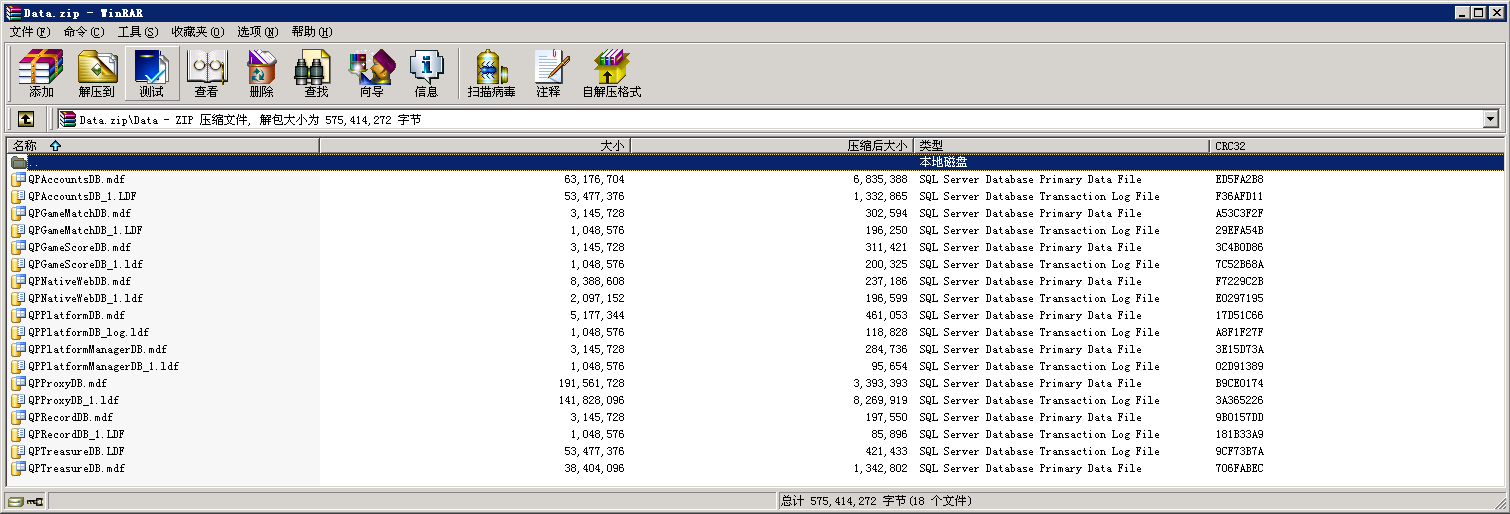 Data.zip - WinRAR
文件(F) 命令(C) 工具(S) 收藏夹(O) 选项(N) 帮助(H)
添加 解压到 测试 查看 删除 查找 向导 信息 扫描病毒 注释 自解压格式
Data.zip\Data - ZIP 压缩文件, 解包大小为 575,414,272 字节
名称 大小 压缩后大小 类型 CRC32
.. 本地磁盘
QPAccountsDB.mdf 63,176,704 6,835,388 SQL Server Database Primary Data File ED5FA2B8
QPAccountsDB_1.LDF 53,477,376 1,332,865 SQL Server Database Transaction Log File F36AFD11
QPGameMatchDB.mdf 3,145,728 302,594 SQL Server Database Primary Data File A53C3F2F
QPGameMatchDB_1.LDF 1,048,576 196,250 SQL Server Database Transaction Log File 29EFA54B
QPGameScoreDB.mdf 3,145,728 311,421 SQL Server Database Primary Data File 3C4B0D86
QPGameScoreDB_1.ldf 1,048,576 200,325 SQL Server Database Transaction Log File 7C52B68A
QPNativeWebDB.mdf 8,388,608 237,186 SQL Server Database Primary Data File F7229C2B
QPNativeWebDB_1.ldf 2,097,152 196,599 SQL Server Database Transaction Log File E0297195
QPPlatformDB.mdf 5,177,344 461,053 SQL Server Database Primary Data File 17D51C66
QPPlatformDB_log.ldf 1,048,576 118,828 SQL Server Database Transaction Log File A8F1F27F
QPPlatformManagerDB.mdf 3,145,728 284,736 SQL Server Database Primary Data File 3E15D73A
QPPlatformManagerDB_1.ldf 1,048,576 95,654 SQL Server Database Transaction Log File 02D91389
QPProxyDB.mdf 191,561,728 3,393,393 SQL Server Database Primary Data File B9CE0174
QPProxyDB_1.ldf 141,828,096 8,269,919 SQL Server Database Transaction Log File 3A365226
QPRecordDB.mdf 3,145,728 197,550 SQL Server Database Primary Data File 9B0157DD
QPRecordDB_1.LDF 1,048,576 85,896 SQL Server Database Transaction Log File 181B33A9
QPTreasureDB.LDF 53,477,376 421,433 SQL Server Database Transaction Log File 9CF73B7A
QPTreasureDB.mdf 38,404,096 1,342,802 SQL Server Database Primary Data File 706FABEC
总计 575,414,272 字节(18 个文件)